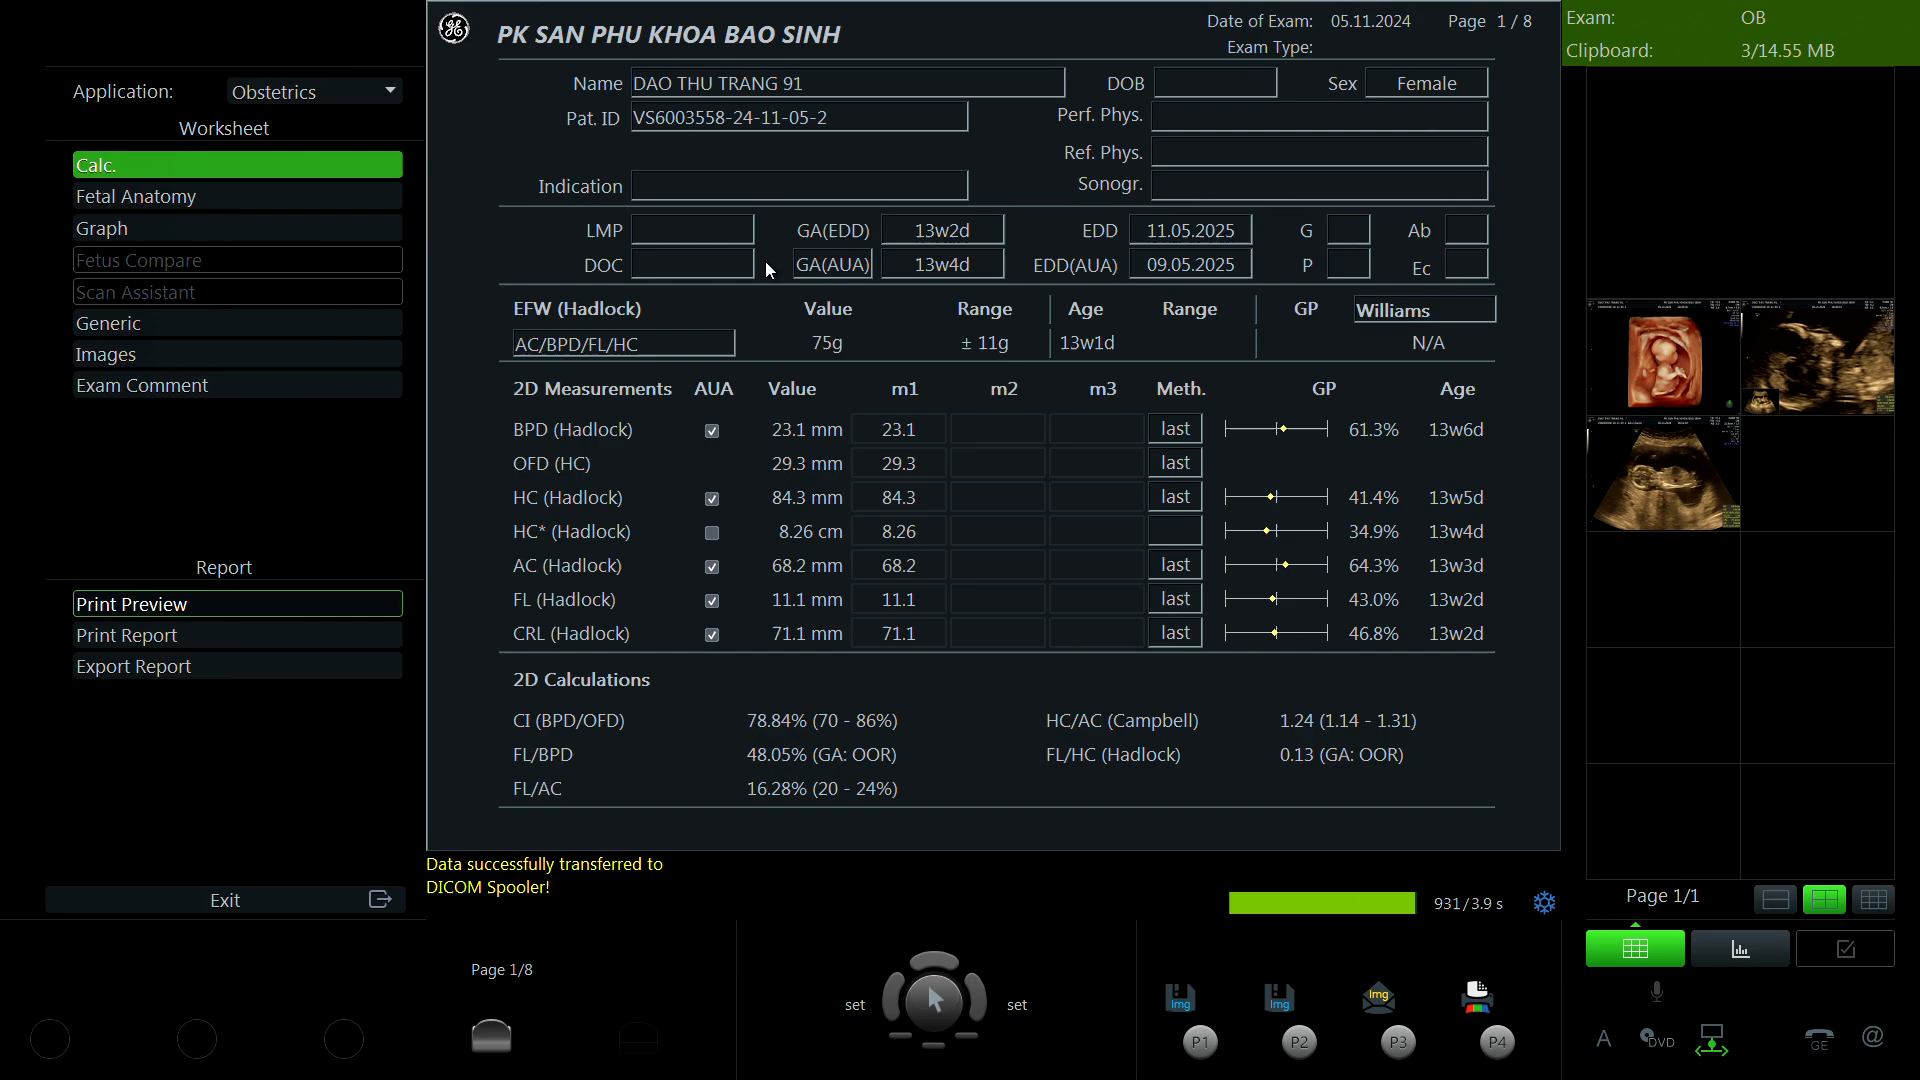 PK SAN PHU KHOA BAO SINH
Date of Exam: 05.11.2024 Page 1 / 8
Exam Type:
Exam: OB
Clipboard: 3/14.55 MB
Application: Obstetrics
Worksheet
Calc.
Fetal Anatomy
Graph
Fetus Compare
Scan Assistant
Generic
Images
Exam Comment
Report
Print Preview
Print Report
Export Report
Exit
Name DAO THU TRANG 91 DOB Sex Female
Pat. ID VS6003558-24-11-05-2 Perf. Phys.
Ref. Phys.
Indication Sonogr.
LMP GA(EDD) 13w2d EDD 11.05.2025 G Ab
DOC GA(AUA) 13w4d EDD(AUA) 09.05.2025 P Ec
EFW (Hadlock) Value Range Age Range GP Williams
AC/BPD/FL/HC 75g ± 11g 13w1d N/A
2D Measurements AUA Value m1 m2 m3 Meth. GP Age
BPD (Hadlock) 23.1 mm 23.1 last 61.3% 13w6d
OFD (HC) 29.3 mm 29.3 last
HC (Hadlock) 84.3 mm 84.3 last 41.4% 13w5d
HC* (Hadlock) 8.26 cm 8.26 34.9% 13w4d
AC (Hadlock) 68.2 mm 68.2 last 64.3% 13w3d
FL (Hadlock) 11.1 mm 11.1 last 43.0% 13w2d
CRL (Hadlock) 71.1 mm 71.1 last 46.8% 13w2d
2D Calculations
CI (BPD/OFD) 78.84% (70 - 86%) HC/AC (Campbell) 1.24 (1.14 - 1.31)
FL/BPD 48.05% (GA: OOR) FL/HC (Hadlock) 0.13 (GA: OOR)
FL/AC 16.28% (20 - 24%)
Data successfully transferred to
DICOM Spooler!
931/3.9 s
Page 1/1
Page 1/8
set set
Img Img Img
P1 P2 P3 P4
A DVD GE @